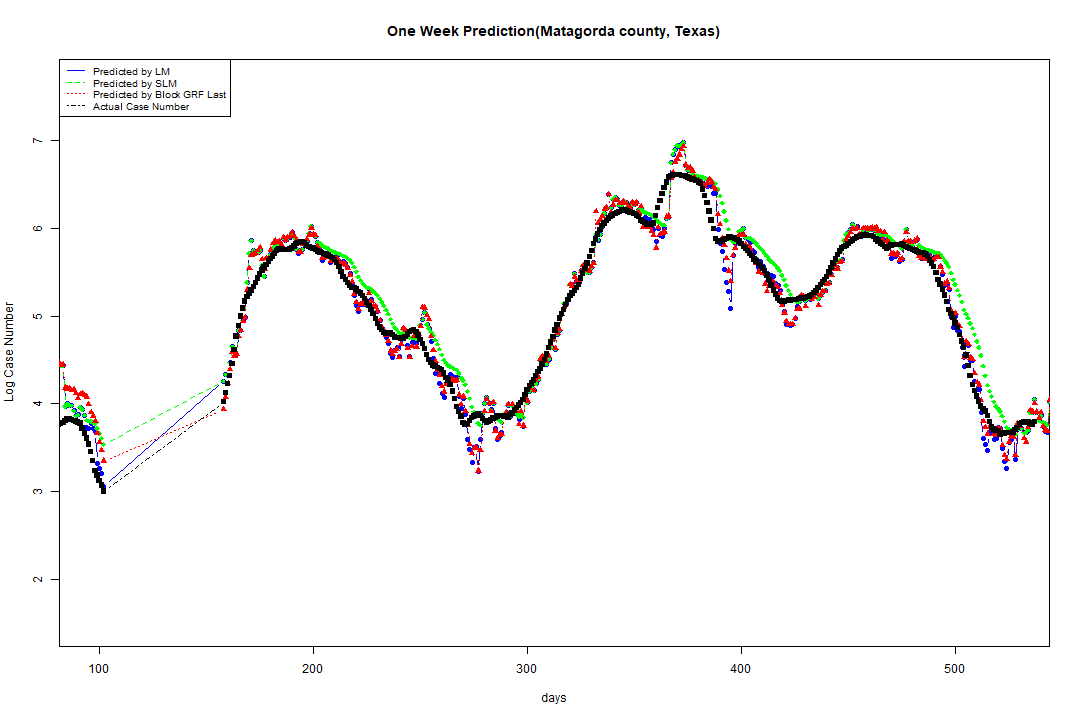 One Week Prediction(Matagorda county, Texas)
Predicted by LM
Predicted by SLM
Predicted by Block GRF Last
Actual Case Number
7
6
5
4
3
2
Log Case Number
100 200 300 400 500
days